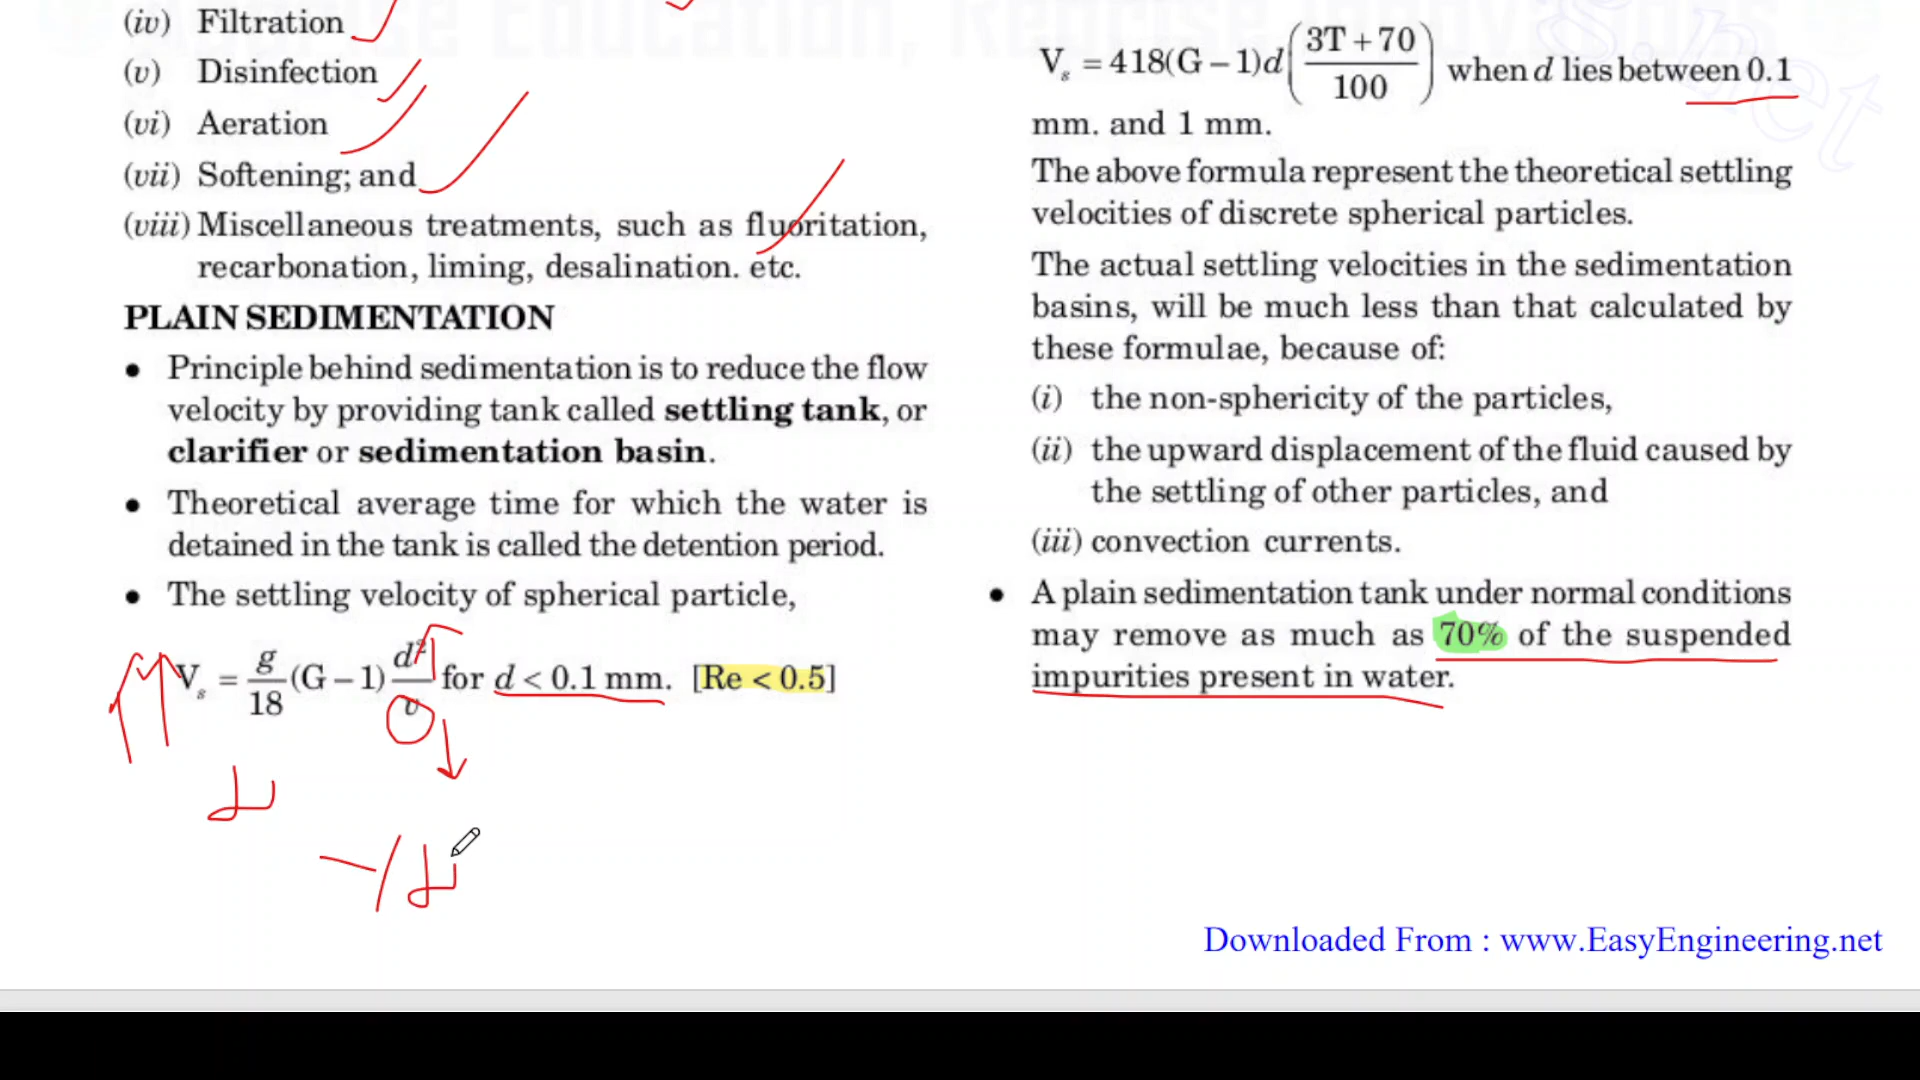 (iv) Filtration
(v) Disinfection
(vi) Aeration
(vii) Softening; and
(viii) Miscellaneous treatments, such as fluoritation,
recarbonation, liming, desalination. etc.
PLAIN SEDIMENTATION
• Principle behind sedimentation is to reduce the flow
velocity by providing tank called settling tank, or
clarifier or sedimentation basin.
• Theoretical average time for which the water is
detained in the tank is called the detention period.
• The settling velocity of spherical particle,
V_s = g/18 (G – 1) d²/υ for d < 0.1 mm. [Re < 0.5]
V_s = 418(G – 1)d((3T + 70)/100) when d lies between 0.1
mm. and 1 mm.
The above formula represent the theoretical settling
velocities of discrete spherical particles.
The actual settling velocities in the sedimentation
basins, will be much less than that calculated by
these formulae, because of:
(i) the non-sphericity of the particles,
(ii) the upward displacement of the fluid caused by
the settling of other particles, and
(iii) convection currents.
• A plain sedimentation tank under normal conditions
may remove as much as 70% of the suspended
impurities present in water.
Downloaded From : www.EasyEngineering.net